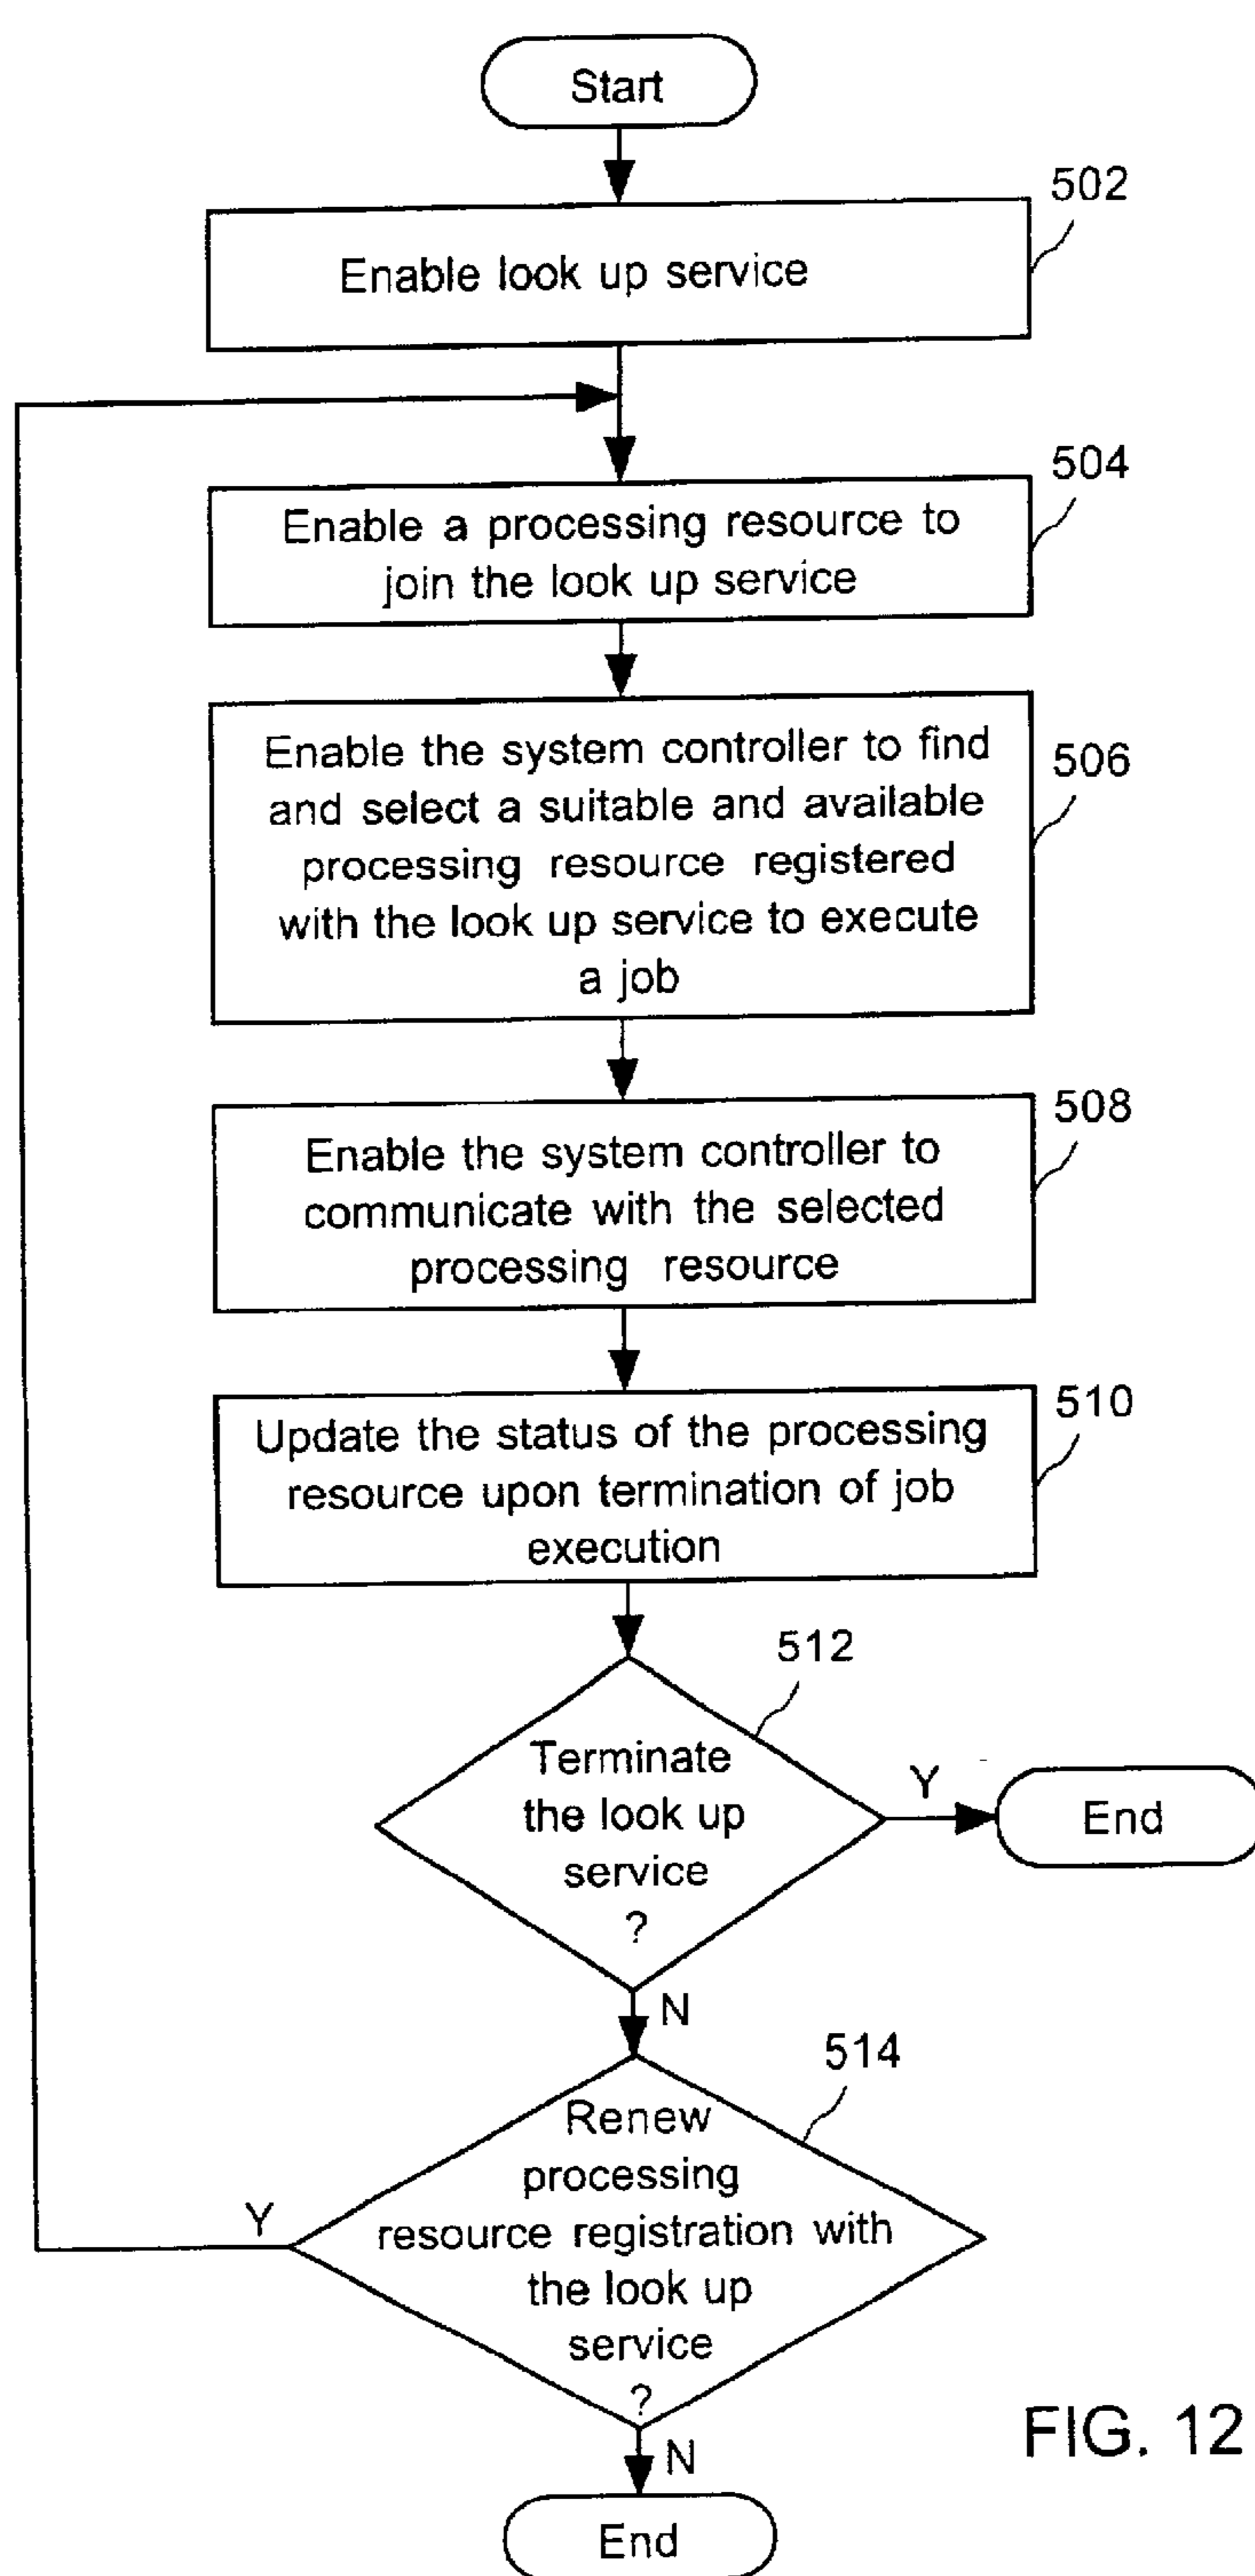 Start
502
Enable look up service
504
Enable a processing resource to
join the look up service
506
Enable the system controller to find
and select a suitable and available
processing resource registered
with the look up service to execute
a job
508
Enable the system controller to
communicate with the selected
processing resource
510
Update the status of the processing
resource upon termination of job
execution
512
Terminate
the look up
service
?
Y
End
N
514
Renew
processing
resource registration with
the look up
service
?
Y
N
End
FIG. 12